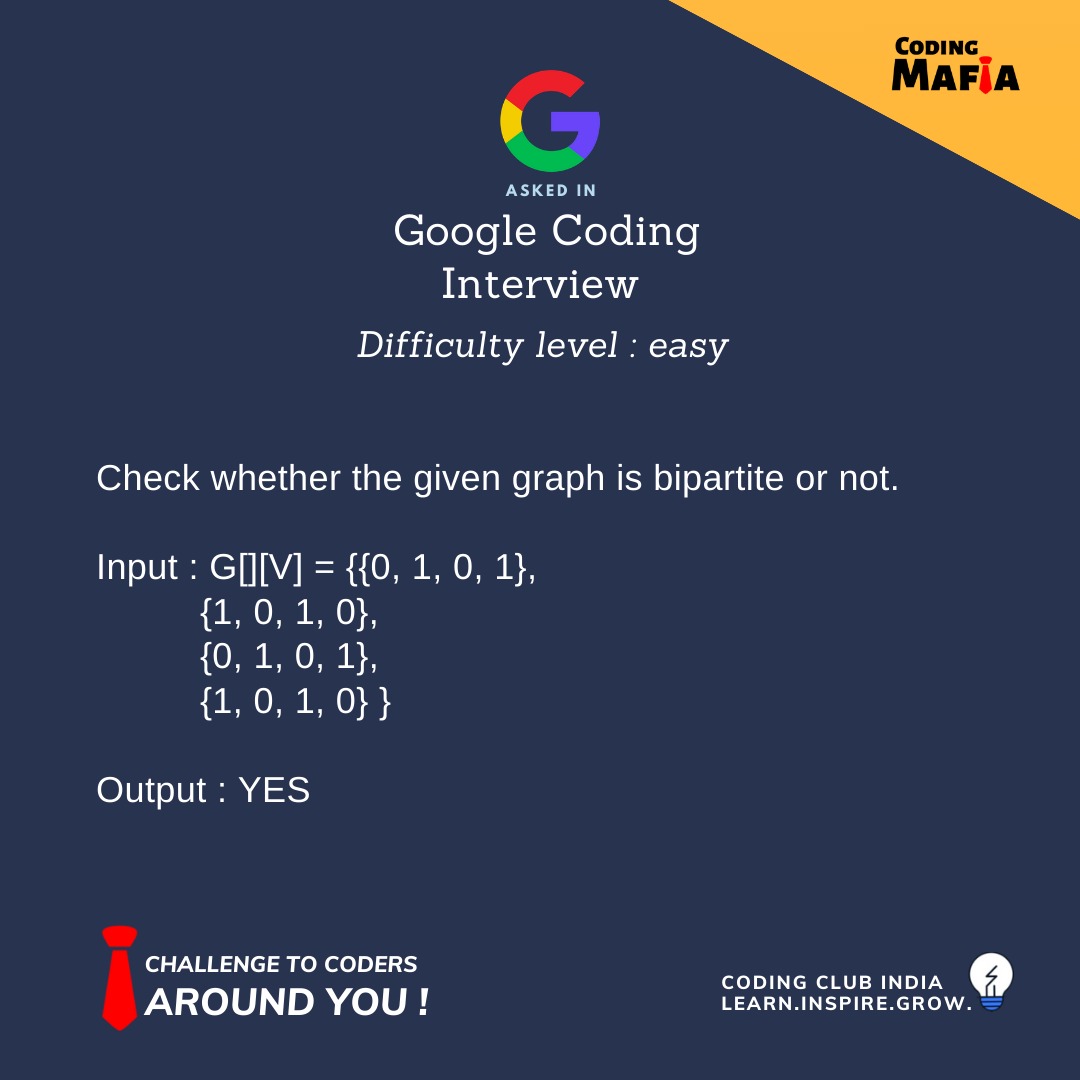 CODING
MAFIA
ASKED IN
Google Coding
Interview
Difficulty level : easy
Check whether the given graph is bipartite or not.
Input : G[][V] = {{0, 1, 0, 1},
{1, 0, 1, 0},
{0, 1, 0, 1},
{1, 0, 1, 0} }
Output : YES
CHALLENGE TO CODERS
AROUND YOU !
CODING CLUB INDIA
LEARN.INSPIRE.GROW.